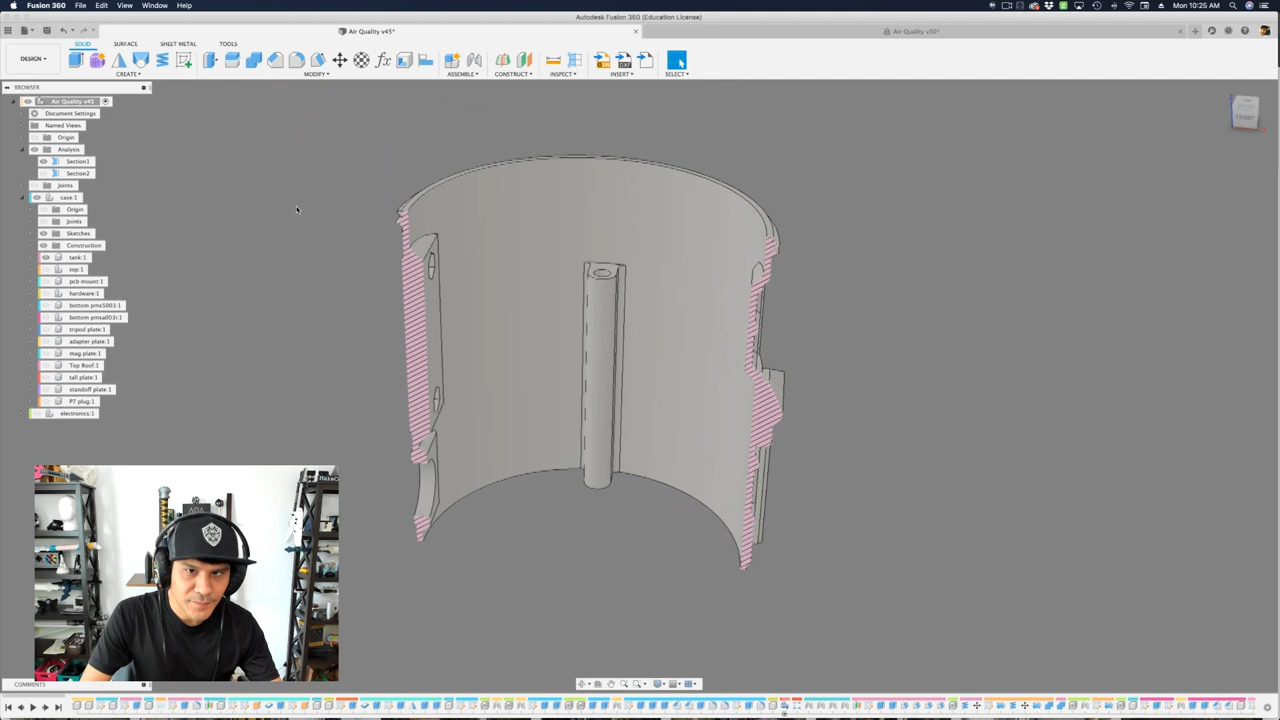 Fusion 360 File Edit View Window Help
Mon 10:25 AM
Autodesk Fusion 360 (Education License)
Air Quality v45*
Air Quality v30*
SOLID SURFACE SHEET METAL TOOLS
DESIGN
CREATE MODIFY ASSEMBLE CONSTRUCT INSPECT INSERT SELECT
BROWSER
Air Quality v45
Document Settings
Named Views
Origin
Analysis
Section1
Section2
Joints
case:1
Origin
Joints
Sketches
Construction
tank:1
top:1
pcb mount:1
hardware:1
bottom pms5003:1
bottom pmsa003i:1
tripod plate:1
adapter plate:1
mag plate:1
Top Roof:1
tall plate:1
standoff plate:1
P7 plug:1
electronics:1
FRONT
ADA
COMMENTS